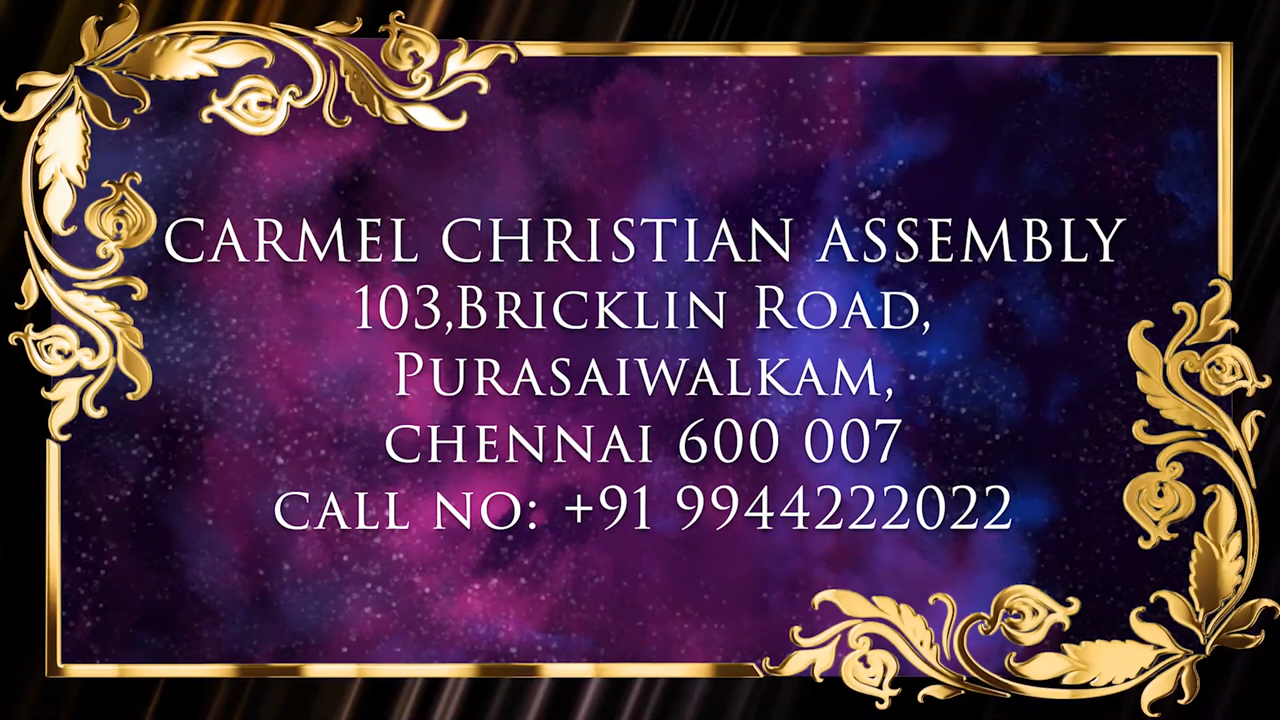 CARMEL CHRISTIAN ASSEMBLY
103,Bricklin Road,
Purasaiwalkam,
chennai 600 007
call no: +91 9944222022